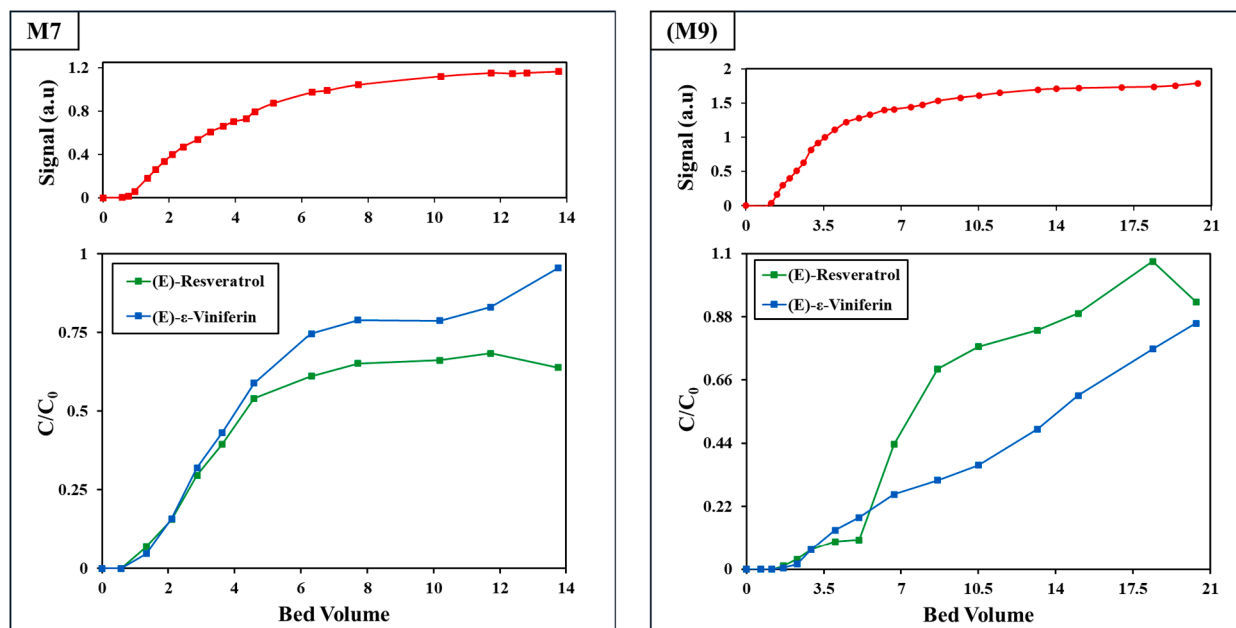 M7
Signal (a.u)
1.2
0.8
0.4
0
0 2 4 6 8 10 12 14
C/C0
1
0.75
0.5
0.25
0
(E)-Resveratrol
(E)-ε-Viniferin
0 2 4 6 8 10 12 14
Bed Volume
(M9)
Signal (a.u)
2
1.5
1
0.5
0
0 3.5 7 10.5 14 17.5 21
C/C0
1.1
0.88
0.66
0.44
0.22
0
(E)-Resveratrol
(E)-ε-Viniferin
0 3.5 7 10.5 14 17.5 21
Bed Volume